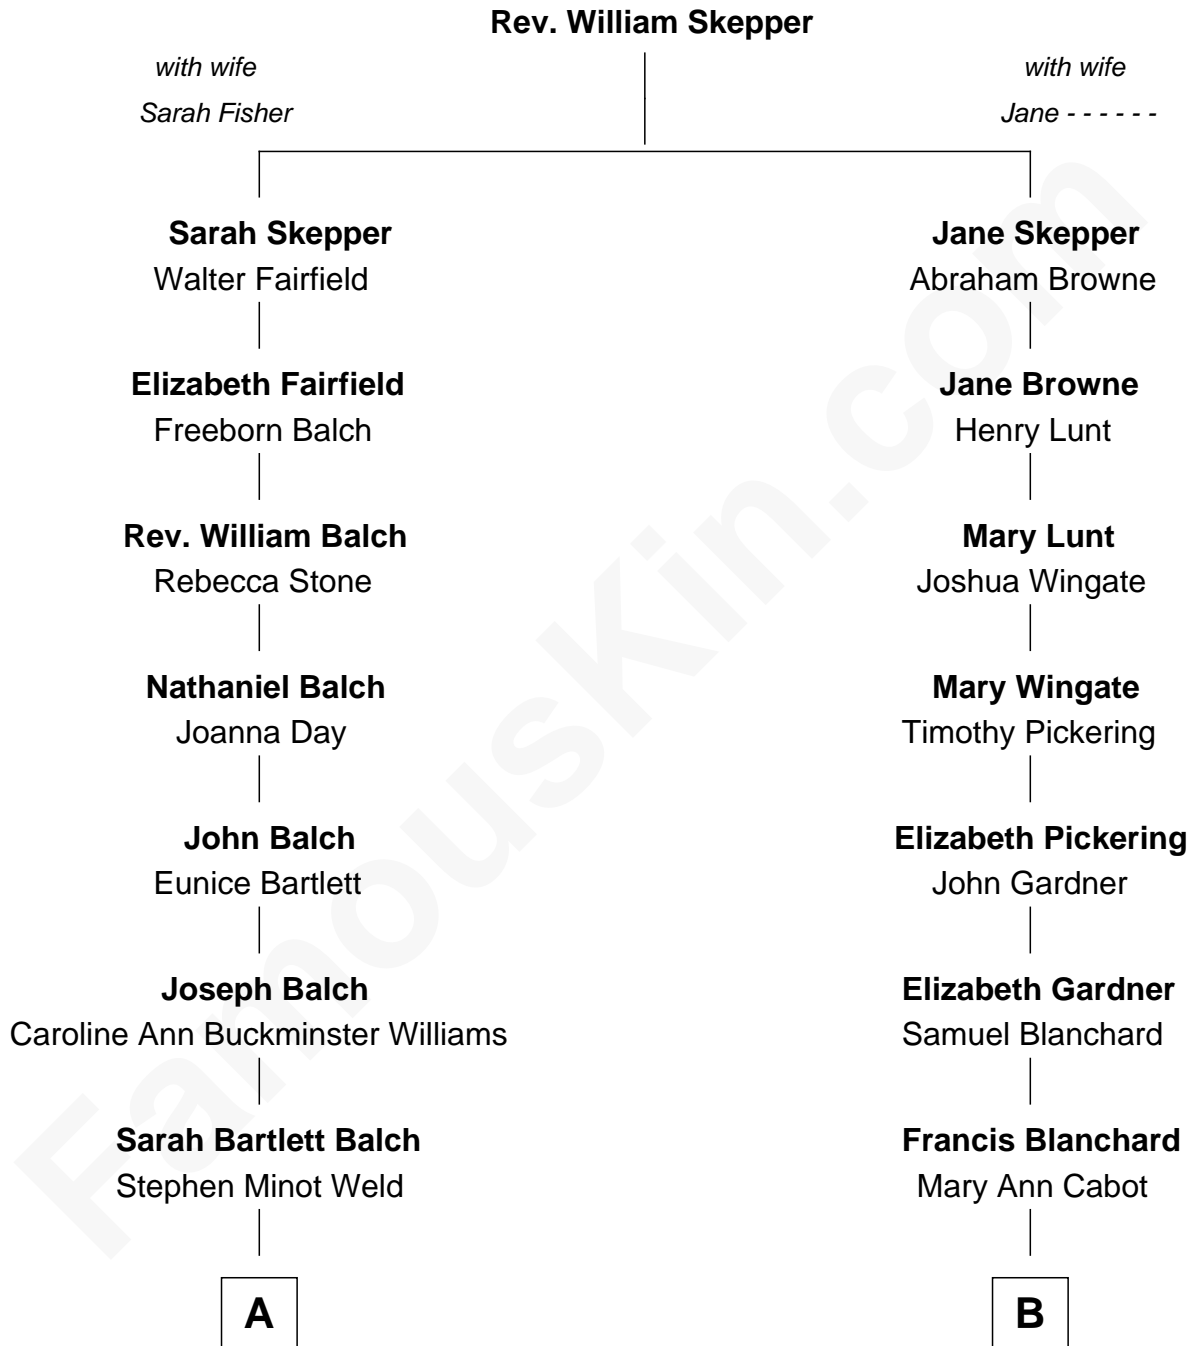 Rev. William Skepper
with wife
Sarah Fisher
with wife
Jane - - - - - -
Sarah Skepper
Walter Fairfield
Jane Skepper
Abraham Browne
Elizabeth Fairfield
Freeborn Balch
Jane Browne
Henry Lunt
Rev. William Balch
Rebecca Stone
Mary Lunt
Joshua Wingate
Nathaniel Balch
Joanna Day
Mary Wingate
Timothy Pickering
John Balch
Eunice Bartlett
Elizabeth Pickering
John Gardner
Joseph Balch
Caroline Ann Buckminster Williams
Elizabeth Gardner
Samuel Blanchard
Sarah Bartlett Balch
Stephen Minot Weld
Francis Blanchard
Mary Ann Cabot
A
B
FamousKin.com